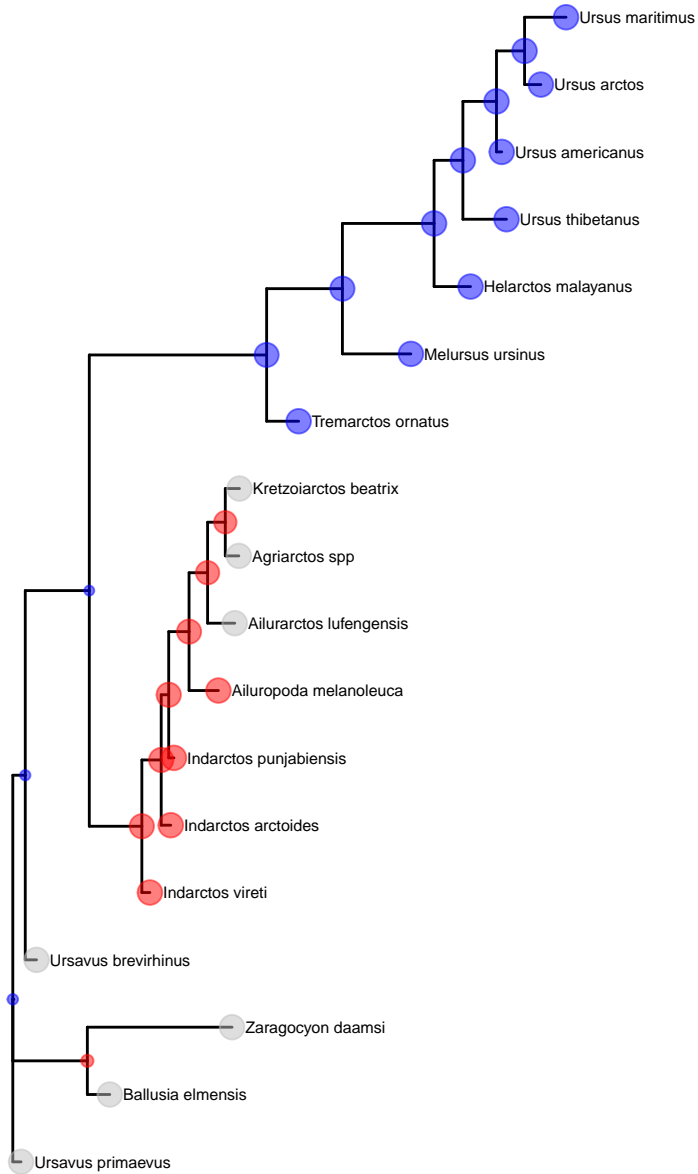 Ursus maritimus
Ursus arctos
Ursus americanus
Ursus thibetanus
Helarctos malayanus
Melursus ursinus
Tremarctos ornatus
Kretzoiarctos beatrix
Agriarctos spp
Ailurarctos lufengensis
Ailuropoda melanoleuca
Indarctos punjabiensis
Indarctos arctoides
Indarctos vireti
Ursavus brevirhinus
Zaragocyon daamsi
Ballusia elmensis
Ursavus primaevus